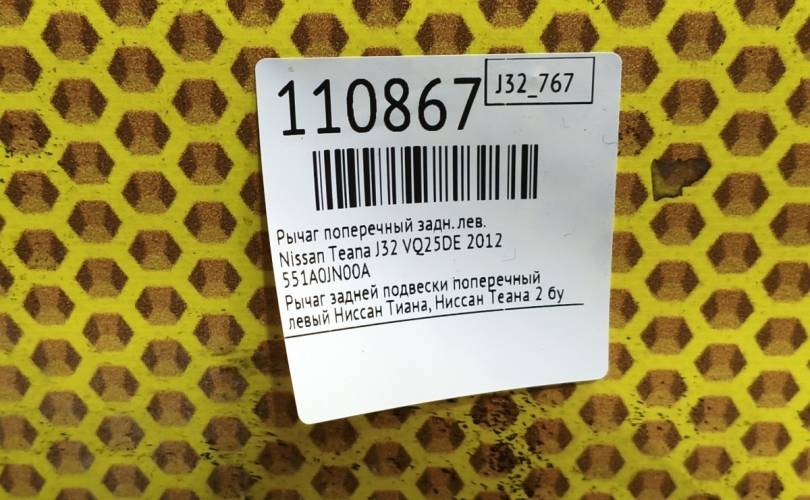 110867
J32_767
Рычаг поперечный задн. лев.
Nissan Teana J32 VQ25DE 2012
551A0JN00A
Рычаг задней подвески поперечный
левый Ниссан Тиана, Ниссан Теана 2 бу